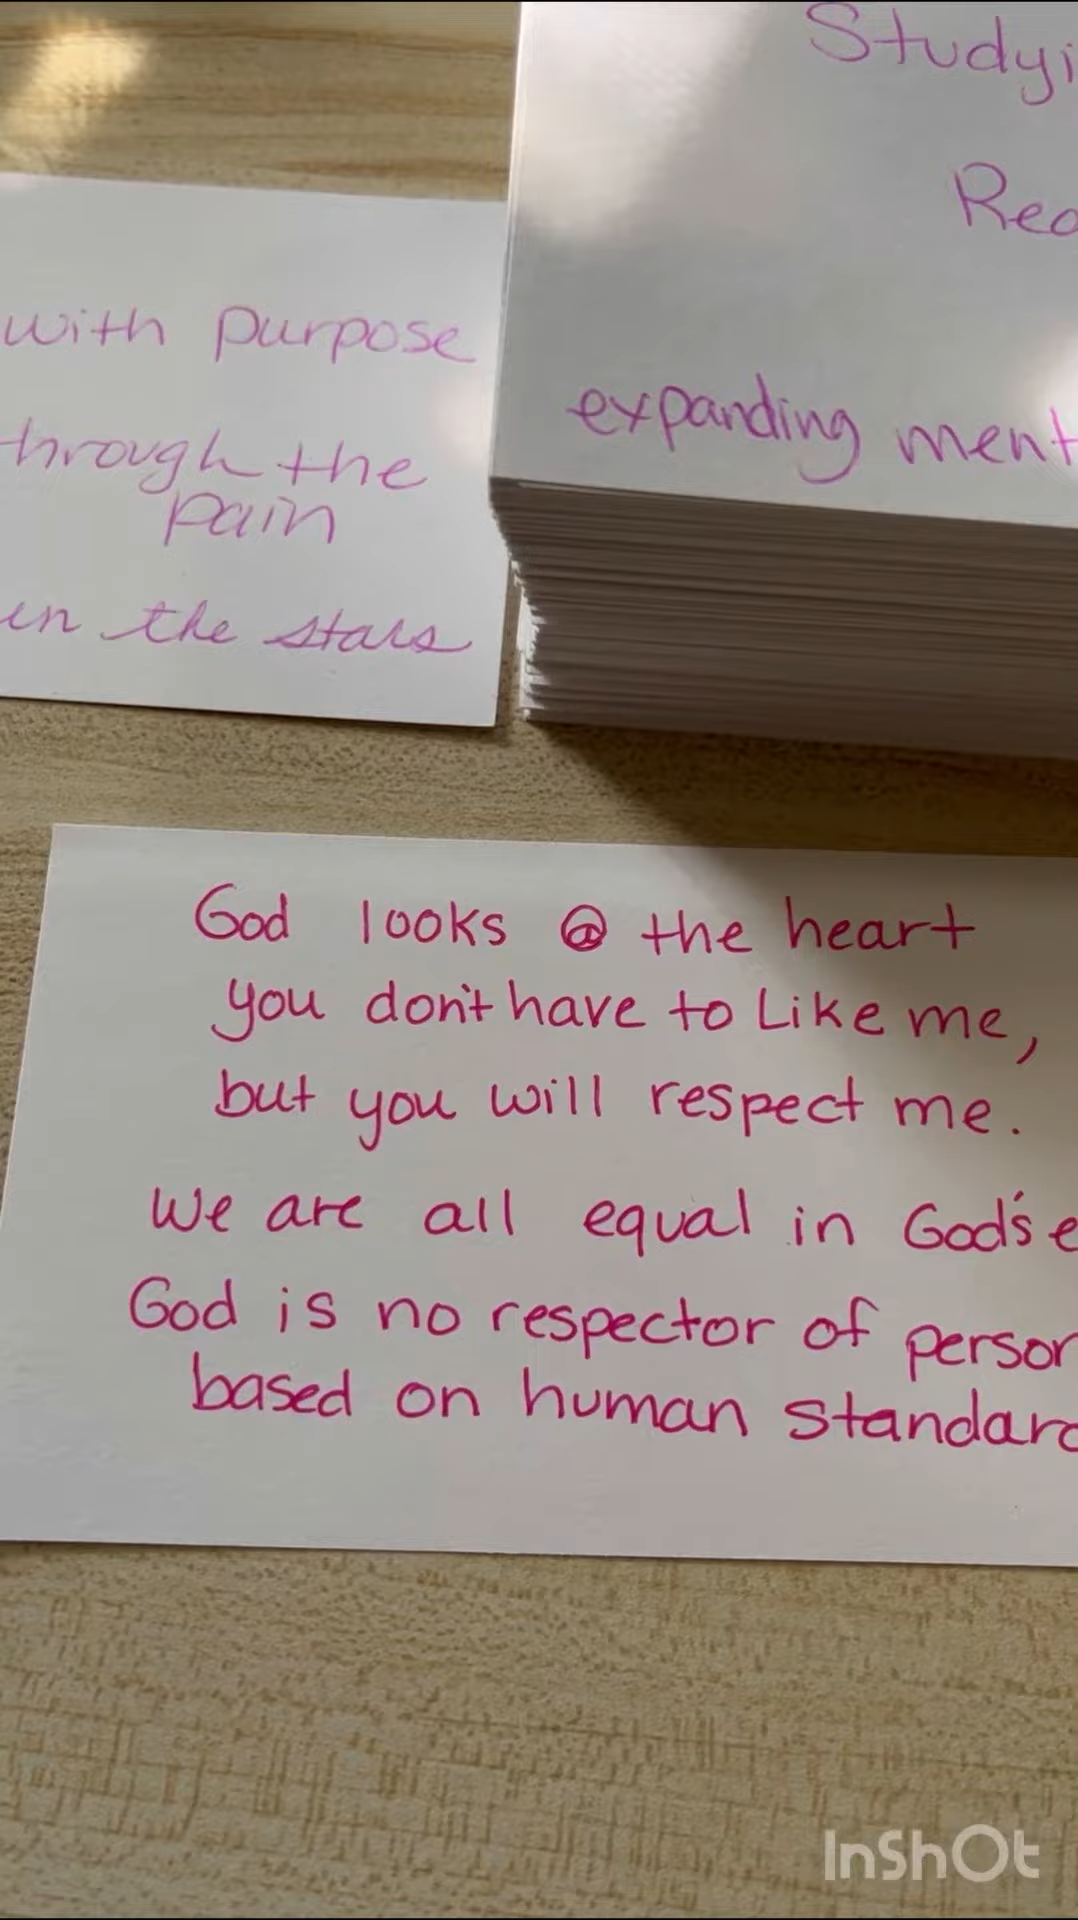 with purpose
through the
pain
in the stars
Studyi
Rea
expanding ment
God looks @ the heart
you don't have to Like me,
but you will respect me.
We are all equal in God's e
God is no respector of person
based on human standard
InShOt